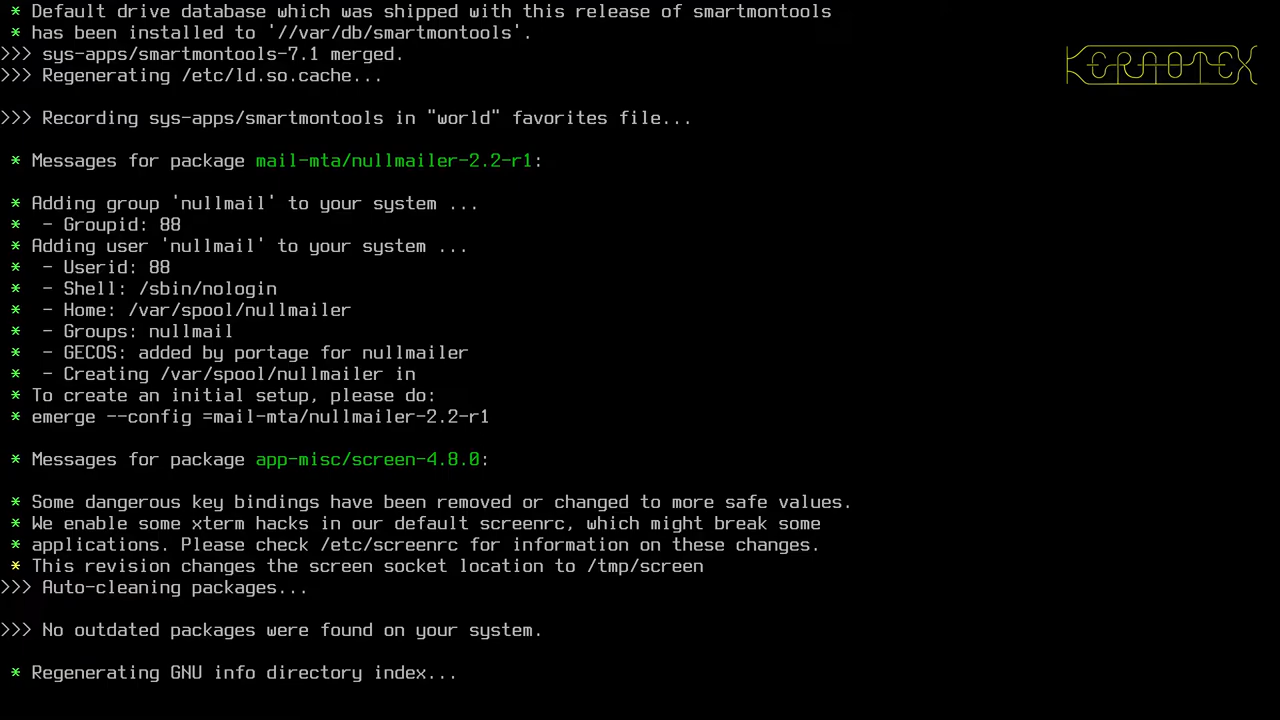 * Default drive database which was shipped with this release of smartmontools
* has been installed to '//var/db/smartmontools'.
>>> sys-apps/smartmontools-7.1 merged.
>>> Regenerating /etc/ld.so.cache...
KERNOTEX
>>> Recording sys-apps/smartmontools in "world" favorites file...
* Messages for package mail-mta/nullmailer-2.2-r1:
* Adding group 'nullmail' to your system ...
*  - Groupid: 88
* Adding user 'nullmail' to your system ...
*  - Userid: 88
*  - Shell: /sbin/nologin
*  - Home: /var/spool/nullmailer
*  - Groups: nullmail
*  - GECOS: added by portage for nullmailer
*  - Creating /var/spool/nullmailer in
* To create an initial setup, please do:
* emerge --config =mail-mta/nullmailer-2.2-r1
* Messages for package app-misc/screen-4.8.0:
* Some dangerous key bindings have been removed or changed to more safe values.
* We enable some xterm hacks in our default screenrc, which might break some
* applications. Please check /etc/screenrc for information on these changes.
* This revision changes the screen socket location to /tmp/screen
>>> Auto-cleaning packages...
>>> No outdated packages were found on your system.
* Regenerating GNU info directory index...